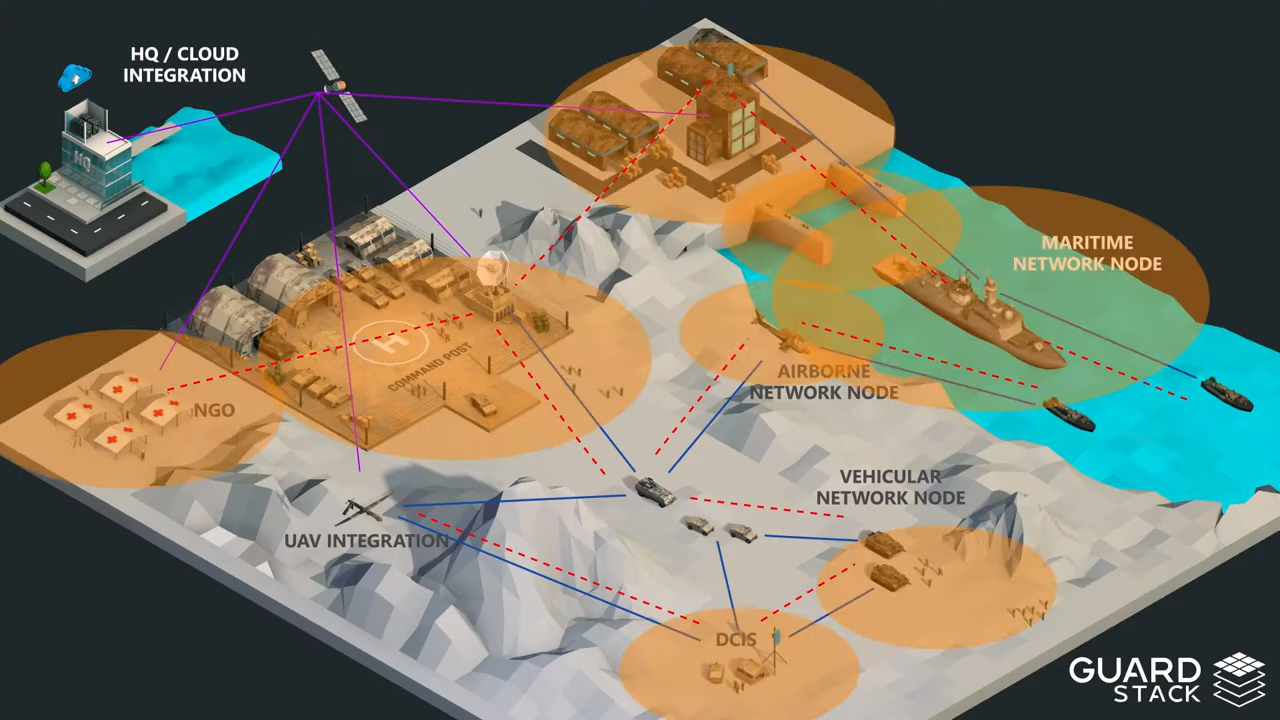 HQ / CLOUD
INTEGRATION
HQ
MARITIME
NETWORK NODE
H
COMMAND POST
AIRBORNE
NETWORK NODE
NGO
VEHICULAR
NETWORK NODE
UAV INTEGRATION
DCIS
GUARD
STACK